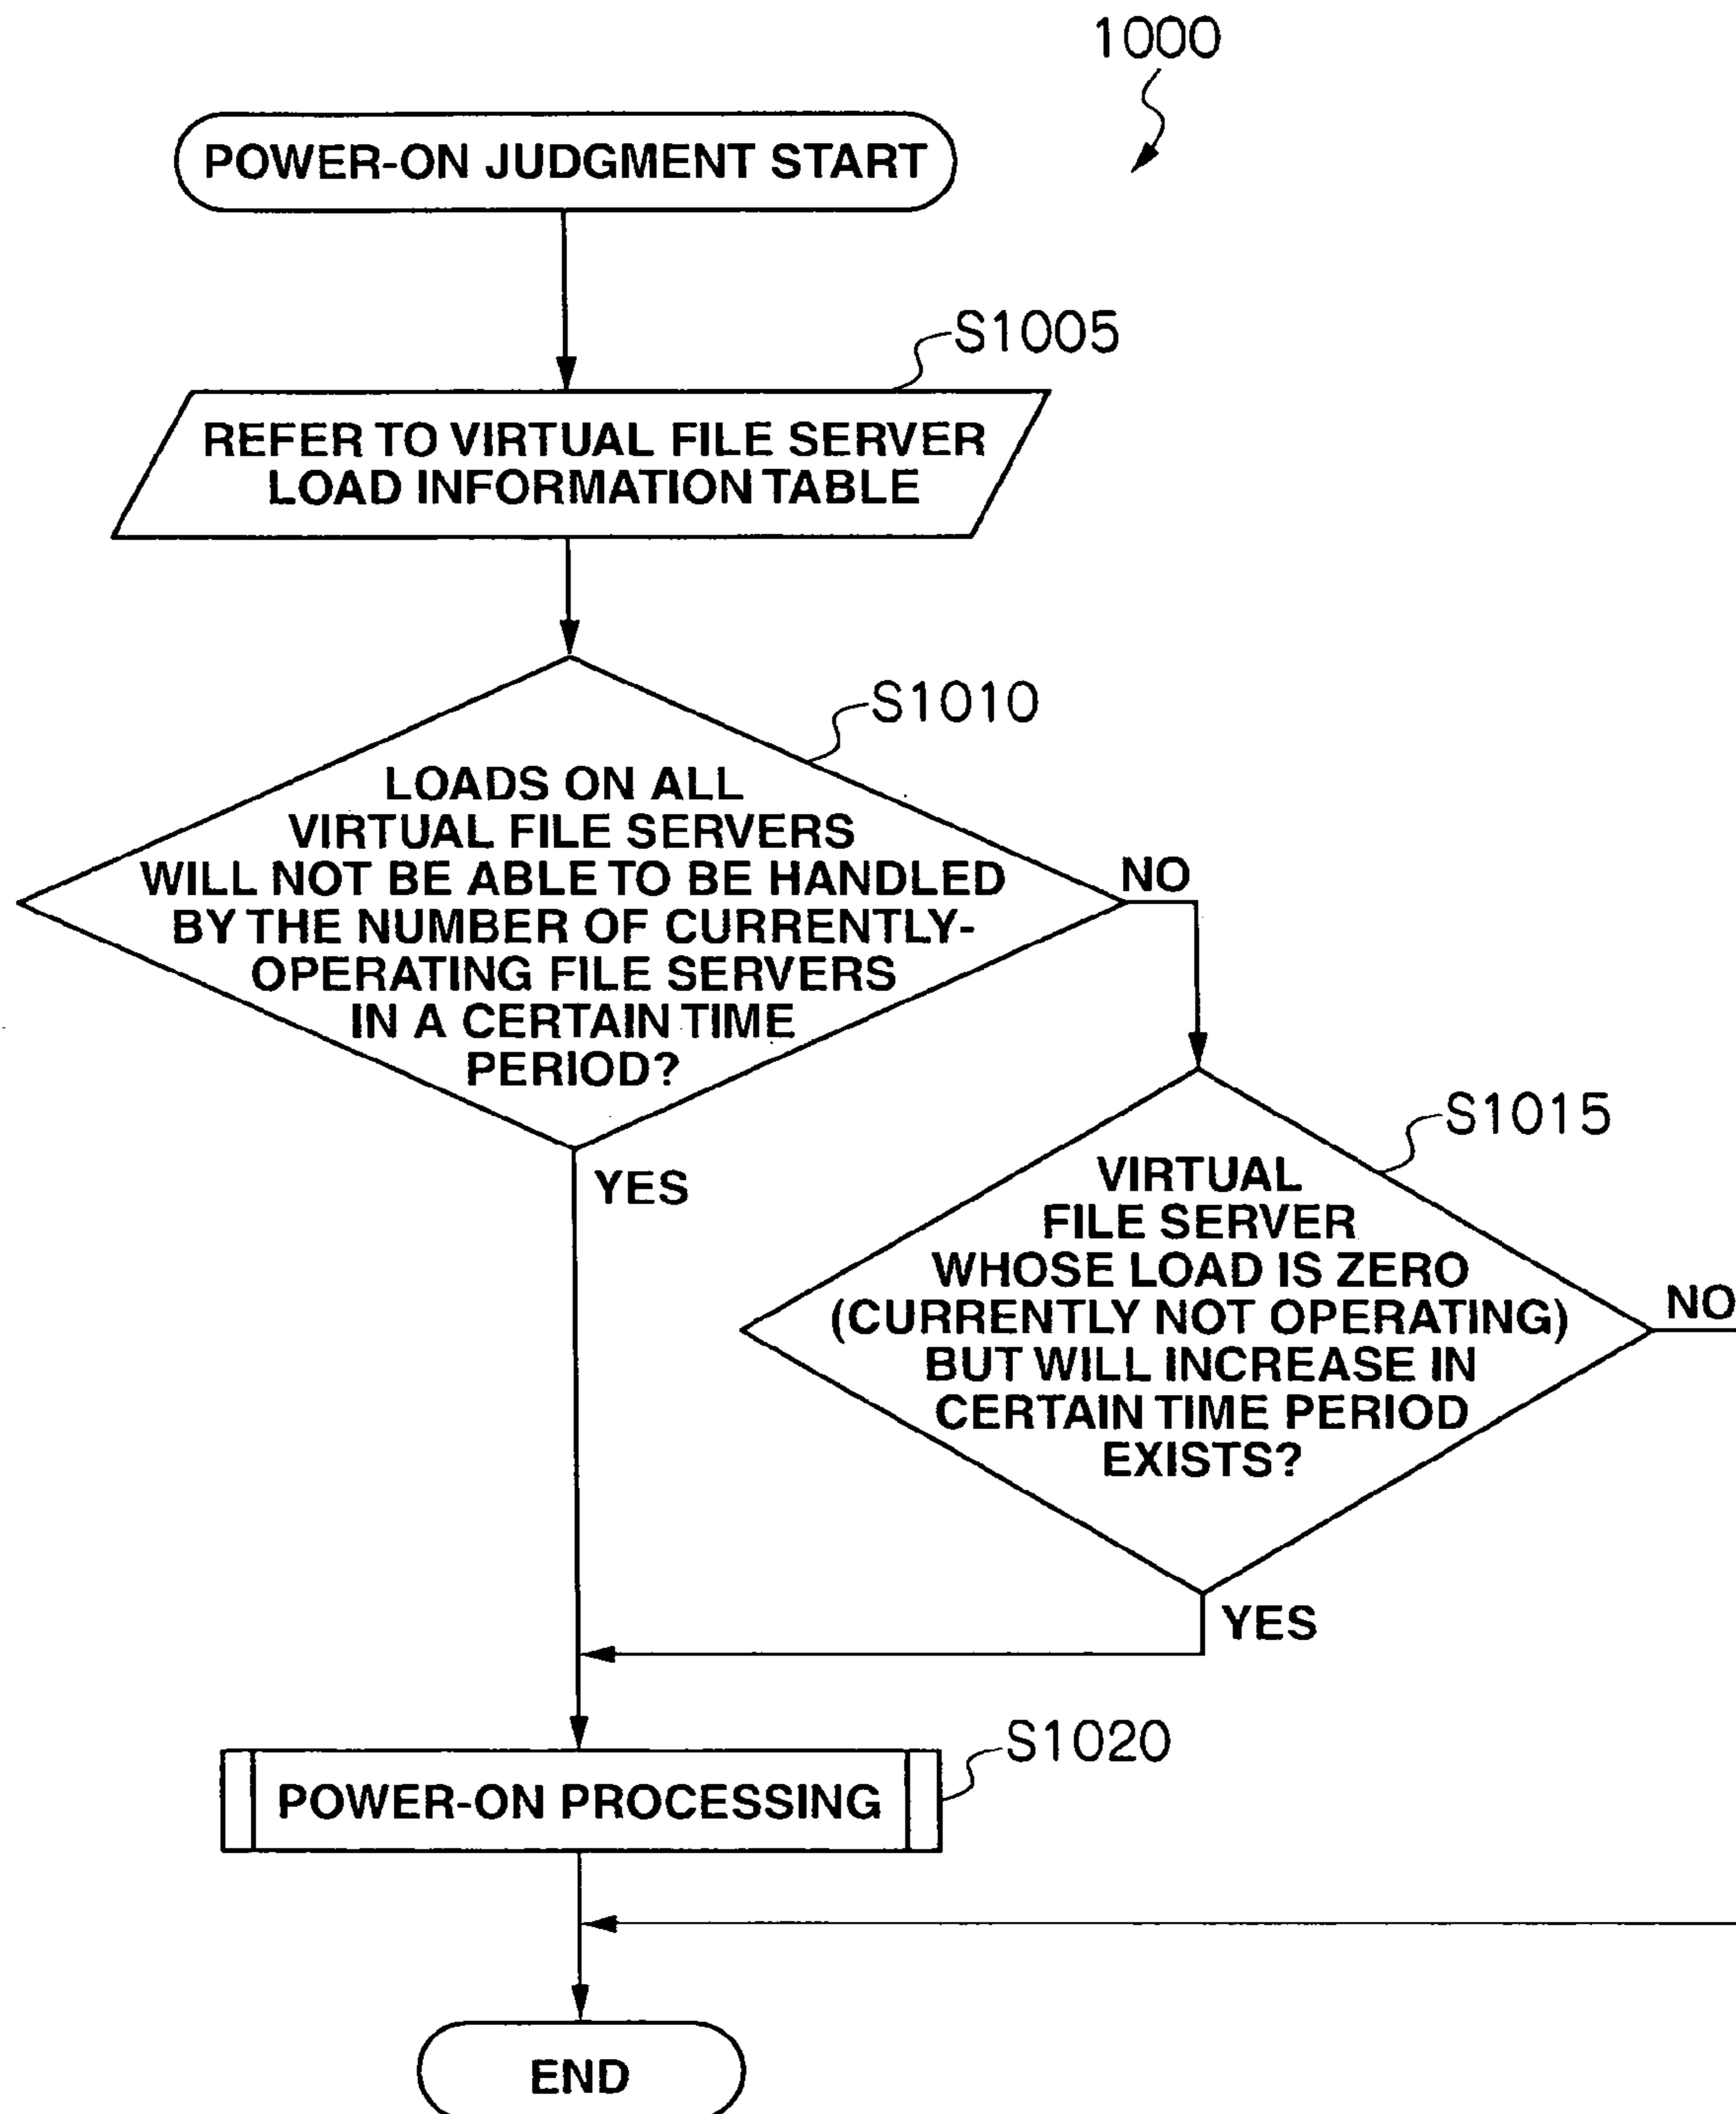 1000
POWER-ON JUDGMENT START
S1005
REFER TO VIRTUAL FILE SERVER
LOAD INFORMATION TABLE
S1010
LOADS ON ALL
VIRTUAL FILE SERVERS
WILL NOT BE ABLE TO BE HANDLED
BY THE NUMBER OF CURRENTLY-
OPERATING FILE SERVERS
IN A CERTAIN TIME
PERIOD?
NO
YES
S1015
VIRTUAL
FILE SERVER
WHOSE LOAD IS ZERO
(CURRENTLY NOT OPERATING)
BUT WILL INCREASE IN
CERTAIN TIME PERIOD
EXISTS?
NO
YES
S1020
POWER-ON PROCESSING
END